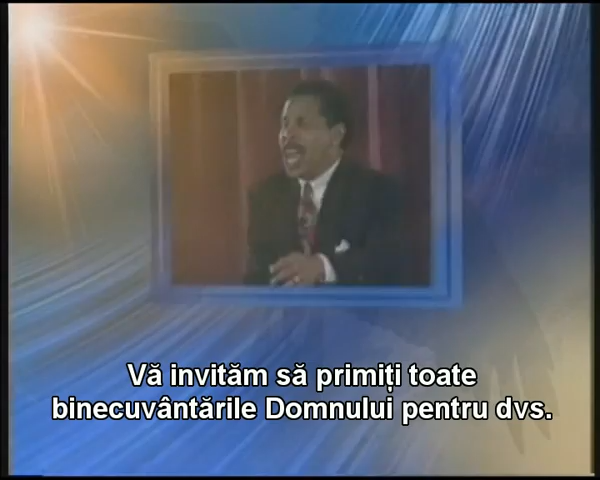 Vă invităm să primiți toate
binecuvântările Domnului pentru dvs.